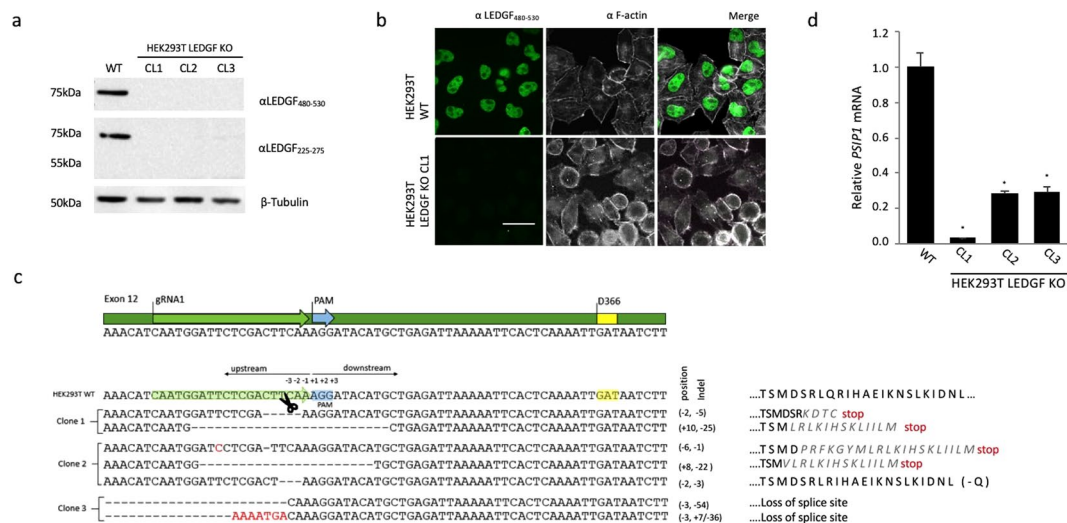 a
HEK293T LEDGF KO
WT CL1 CL2 CL3
75kDa
αLEDGF480-530
75kDa
αLEDGF225-275
55kDa
50kDa
β-Tubulin
b
α LEDGF480-530 α F-actin Merge
HEK293T WT
HEK293T LEDGF KO CL1
d
Relative PSIP1 mRNA
1.2
1.0
0.8
0.6
0.4
0.2
0.0
* * *
WT CL1 CL2 CL3
HEK293T LEDGF KO
c
Exon 12 gRNA1 PAM D366
AAACATCAATGGATTCTCGACTTCAAAGGATACATGCTGAGATTAAAAATTCACTCAAAATTGATAATCTT
upstream downstream
-3 -2 -1 +1 +2 +3
position Indel
HEK293T WT AAACATCAATGGATTCTCGACTTCAAAGGATACATGCTGAGATTAAAAATTCACTCAAAATTGATAATCTT ....TSMDSRLQRIHAEIKNSLKIDNL...
PAM
Clone 1
AAACATCAATGGATTCTCGA-----AAGGATACATGCTGAGATTAAAAATTCACTCAAAATTGATAATCTT (-2, -5) ....TSMDSRKDTC stop
AAACATCAATG-------------------------CTGAGATTAAAAATTCACTCAAAATTGATAATCTT (+10, -25) ....TSMLRLKIHSKLIILM stop
Clone 2
AAACATCAATGGATCCTCGA-TTCAAAGGATACATGCTGAGATTAAAAATTCACTCAAAATTGATAATCTT (-6, -1) ....TSMDPRFKGYMLRLKIHSKLIILM stop
AAACATCAATGG----------------------TGCTGAGATTAAAAATTCACTCAAAATTGATAATCTT (+8, -22) ....TSMVLRLKIHSKLIILM stop
AAACATCAATGGATTCTCGACT---AAGGATACATGCTGAGATTAAAAATTCACTCAAAATTGATAATCTT (-2, -3) ....TSMDSRLRIHAEIKNSLKIDNL (-Q)
Clone 3
------------------------CAAAGGATACATGCTGAGATTAAAAATTCACTCAAAATTGATAATCTT (-3, -54) ....Loss of splice site
-----------------AAAATGACAAAGGATACATGCTGAGATTAAAAATTCACTCAAAATTGATAATCTT (-3, +7/-36) ....Loss of splice site